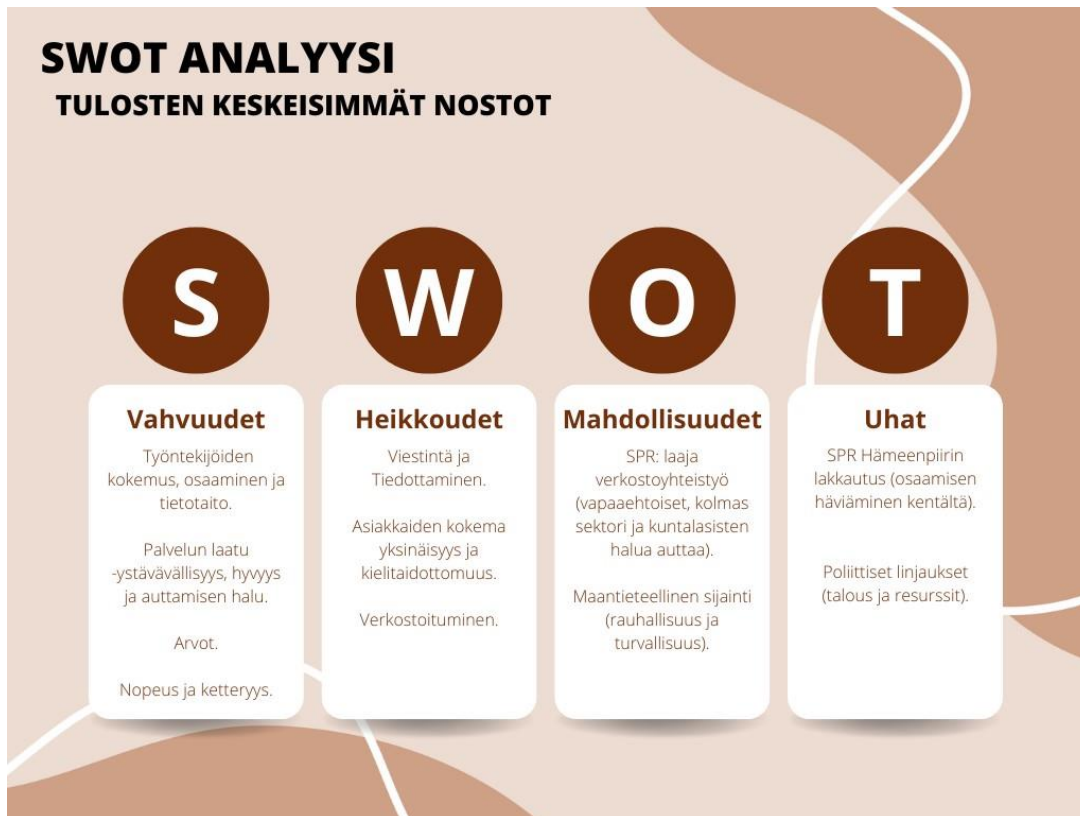 SWOT ANALYYSI
TULOSTEN KESKEISIMMÄT NOSTOT
S
W
O
T
Vahvuudet
Työntekijöiden
kokemus, osaaminen ja
tietotaito.
Palvelun laatu
-ystävävällisyys, hyvyys
ja auttamisen halu.
Arvot.
Nopeus ja ketteryys.
Heikkoudet
Viestintä ja
Tiedottaminen.
Asiakkaiden kokema
yksinäisyys ja
kielitaidottomuus.
Verkostoituminen.
Mahdollisuudet
SPR: laaja
verkostoyhteistyö
(vapaaehtoiset, kolmas
sektori ja kuntalasisten
halua auttaa).
Maantieteellinen sijainti
(rauhallisuus ja
turvallisuus).
Uhat
SPR Hämeenpiirin
lakkautus (osaamisen
häviäminen kentältä).
Poliittiset linjaukset
(talous ja resurssit).